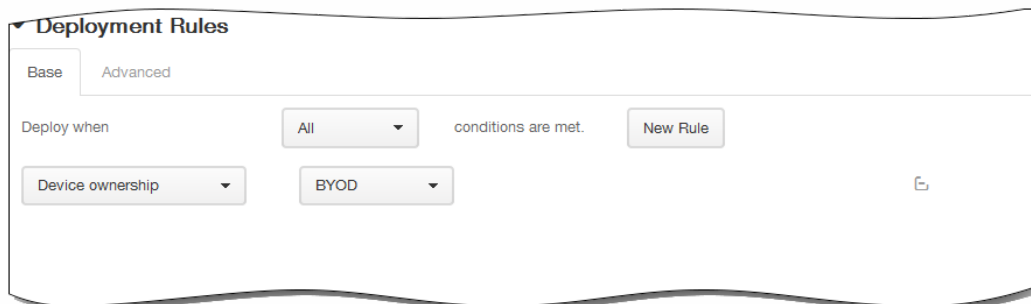 Deployment Rules
Base Advanced
Deploy when All conditions are met. New Rule
Device ownership BYOD